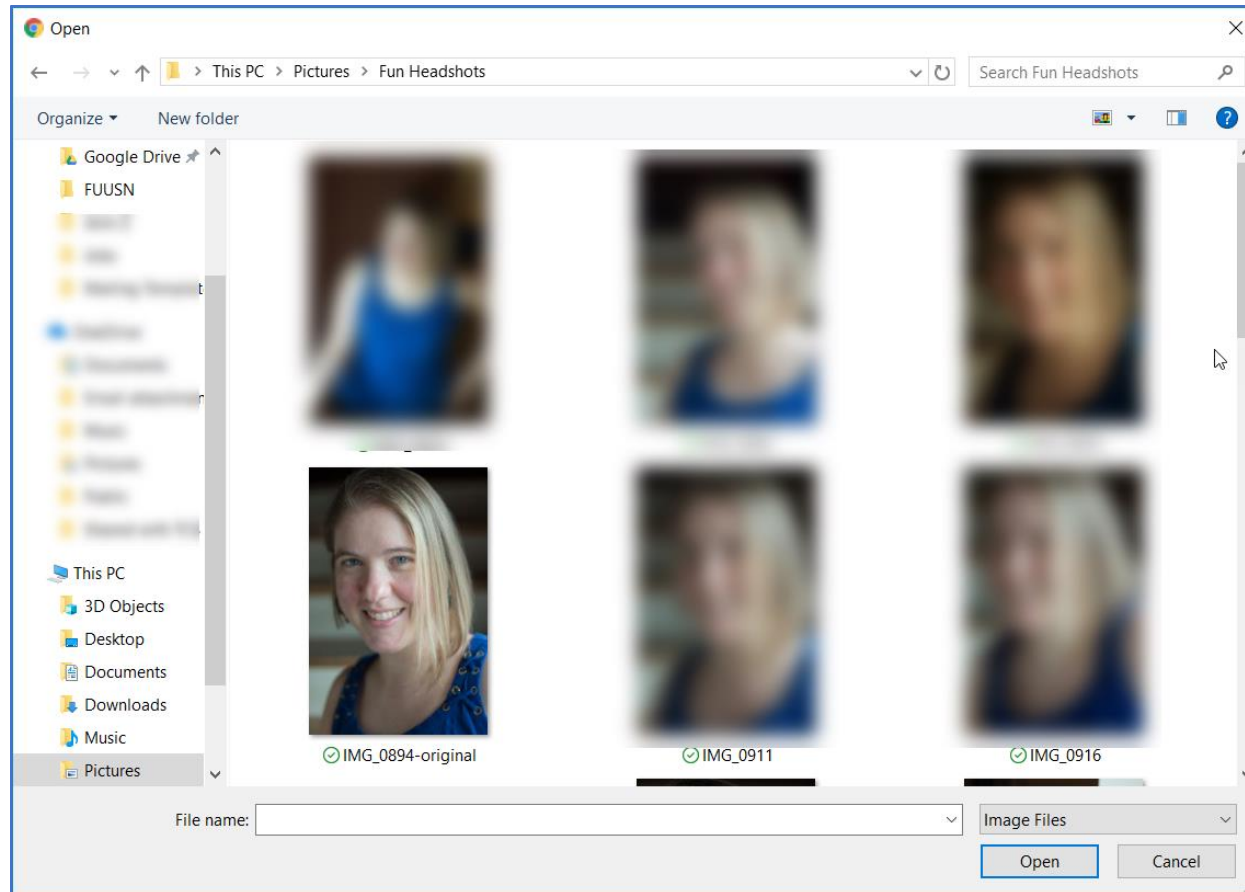 Open
This PC > Pictures > Fun Headshots
Search Fun Headshots
Organize
New folder
?
Google Drive
FUUSN
t
r
This PC
3D Objects
Desktop
Documents
Downloads
Music
Pictures
IMG_0894-original
IMG_0911
IMG_0916
File name:
Image Files
Open
Cancel